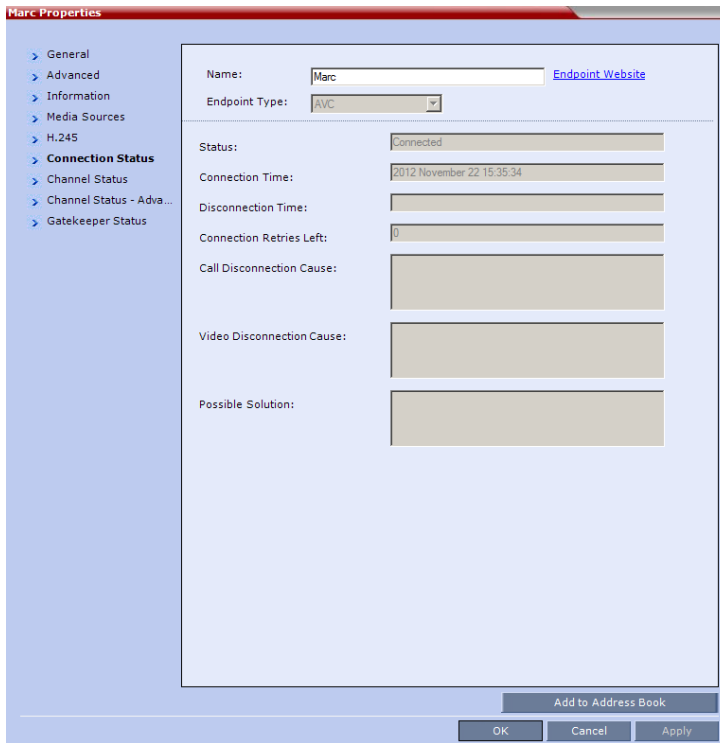 Marc Properties
General
Advanced
Information
Media Sources
H.245
Connection Status
Channel Status
Channel Status - Adva...
Gatekeeper Status
Name: Marc Endpoint Website
Endpoint Type: AVC
Status: Connected
Connection Time: 2012 November 22 15:35:34
Disconnection Time:
Connection Retries Left: 0
Call Disconnection Cause:
Video Disconnection Cause:
Possible Solution:
Add to Address Book
OK Cancel Apply